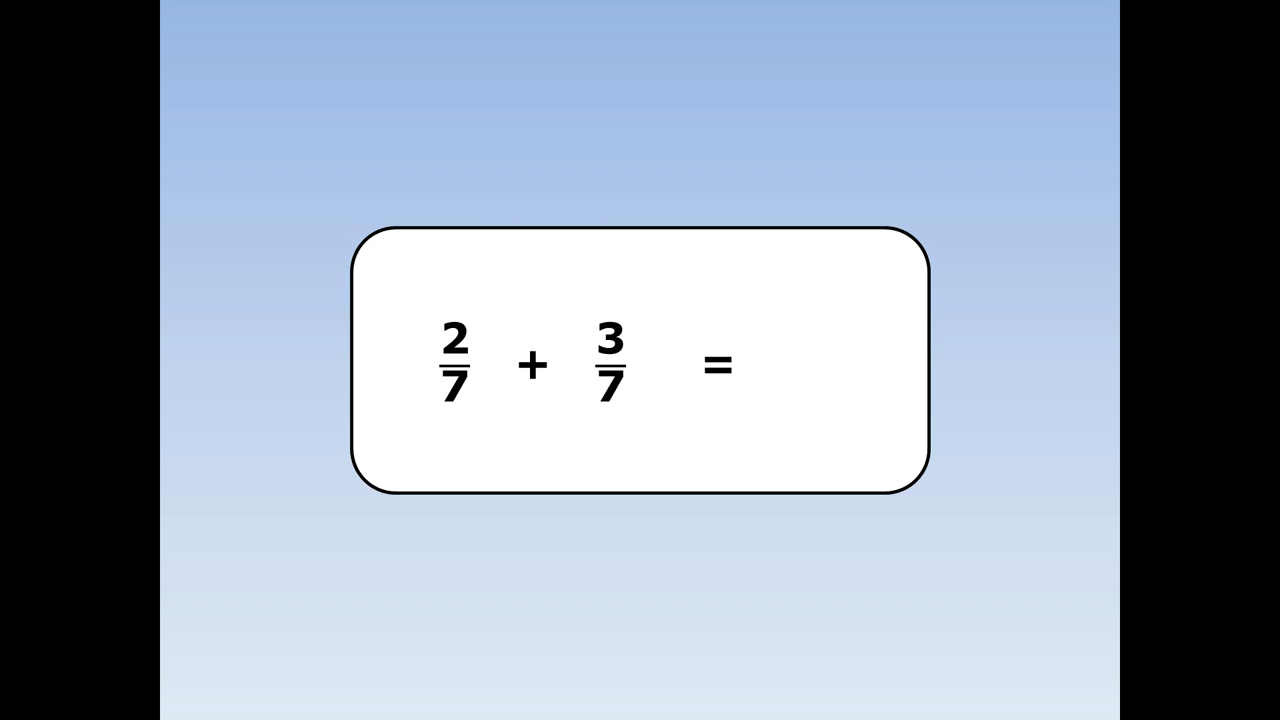 2/7 + 3/7 =